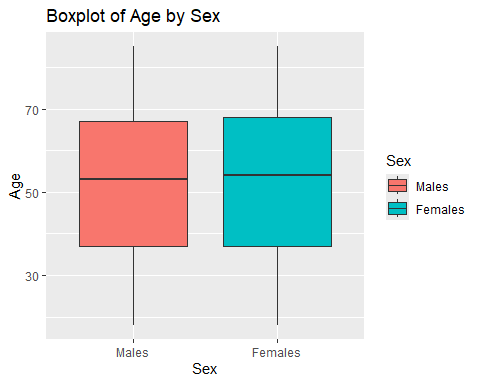 Boxplot of Age by Sex
70
50
30
Age
Males
Females
Sex
Sex
Males
Females